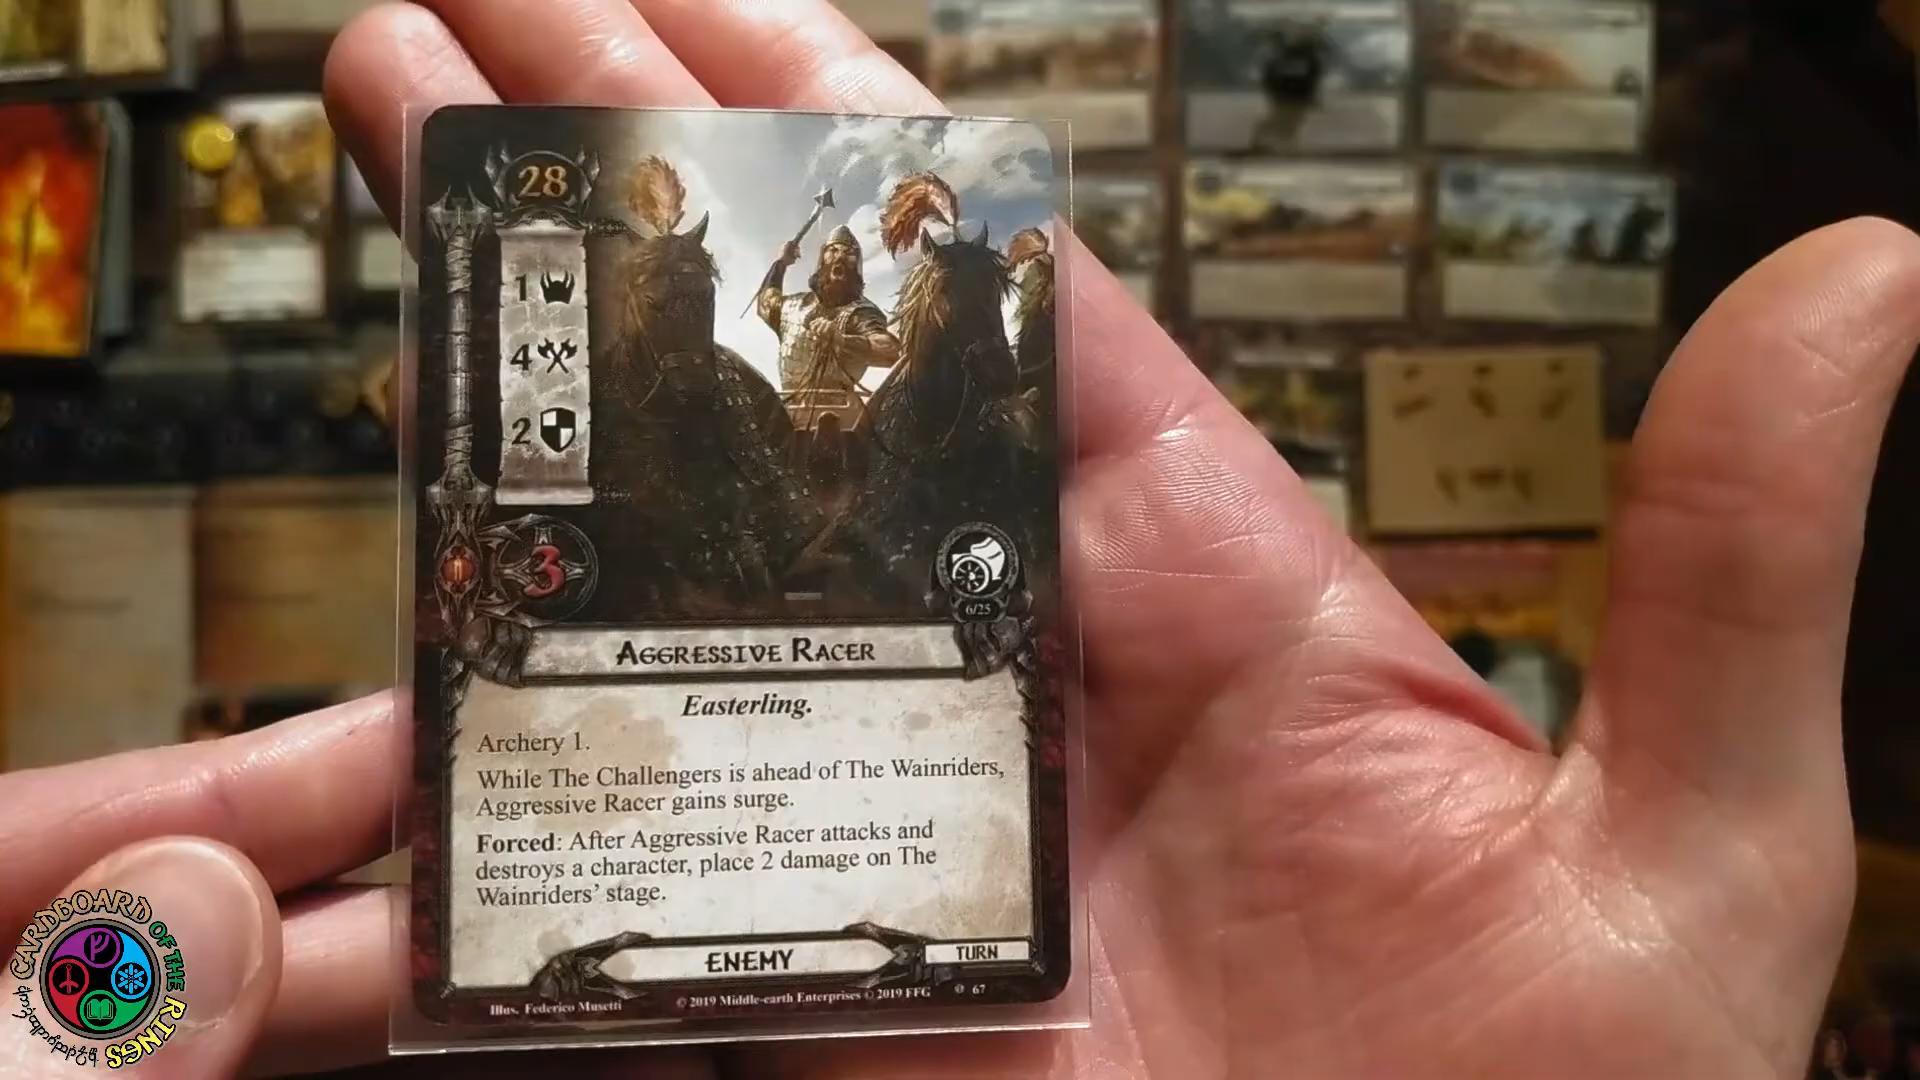 28
1
4
2
3
6/25
AGGRESSIVE RACER
Easterling.
Archery 1.
While The Challengers is ahead of The Wainriders,
Aggressive Racer gains surge.
Forced: After Aggressive Racer attacks and
destroys a character, place 2 damage on The
Wainriders' stage.
ENEMY
TURN
Illus. Federico Musetti
© 2019 Middle-earth Enterprises © 2019 FFG
67
CARDBOARD OF THE RINGS